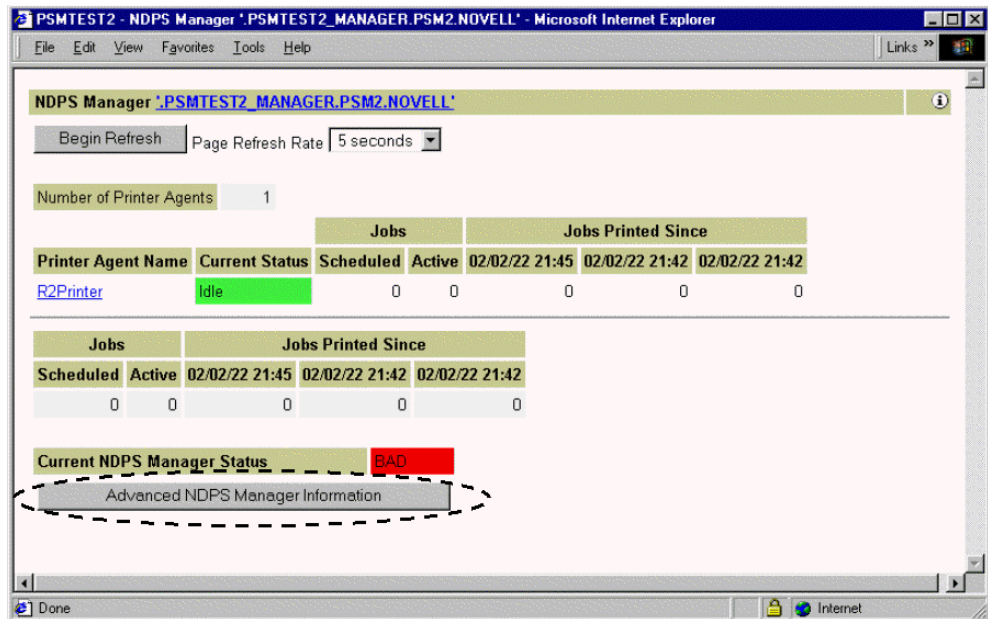 PSMTEST2 - NDPS Manager '.PSMTEST2_MANAGER.PSM2.NOVELL' - Microsoft Internet Explorer
File Edit View Favorites Tools Help Links »
NDPS Manager '.PSMTEST2_MANAGER.PSM2.NOVELL'
Begin Refresh Page Refresh Rate 5 seconds
Number of Printer Agents 1
Jobs Jobs Printed Since
Printer Agent Name Current Status Scheduled Active 02/02/22 21:45 02/02/22 21:42 02/02/22 21:42
R2Printer Idle 0 0 0 0 0
Jobs Jobs Printed Since
Scheduled Active 02/02/22 21:45 02/02/22 21:42 02/02/22 21:42
0 0 0 0 0
Current NDPS Manager Status BAD
Advanced NDPS Manager Information
Done Internet